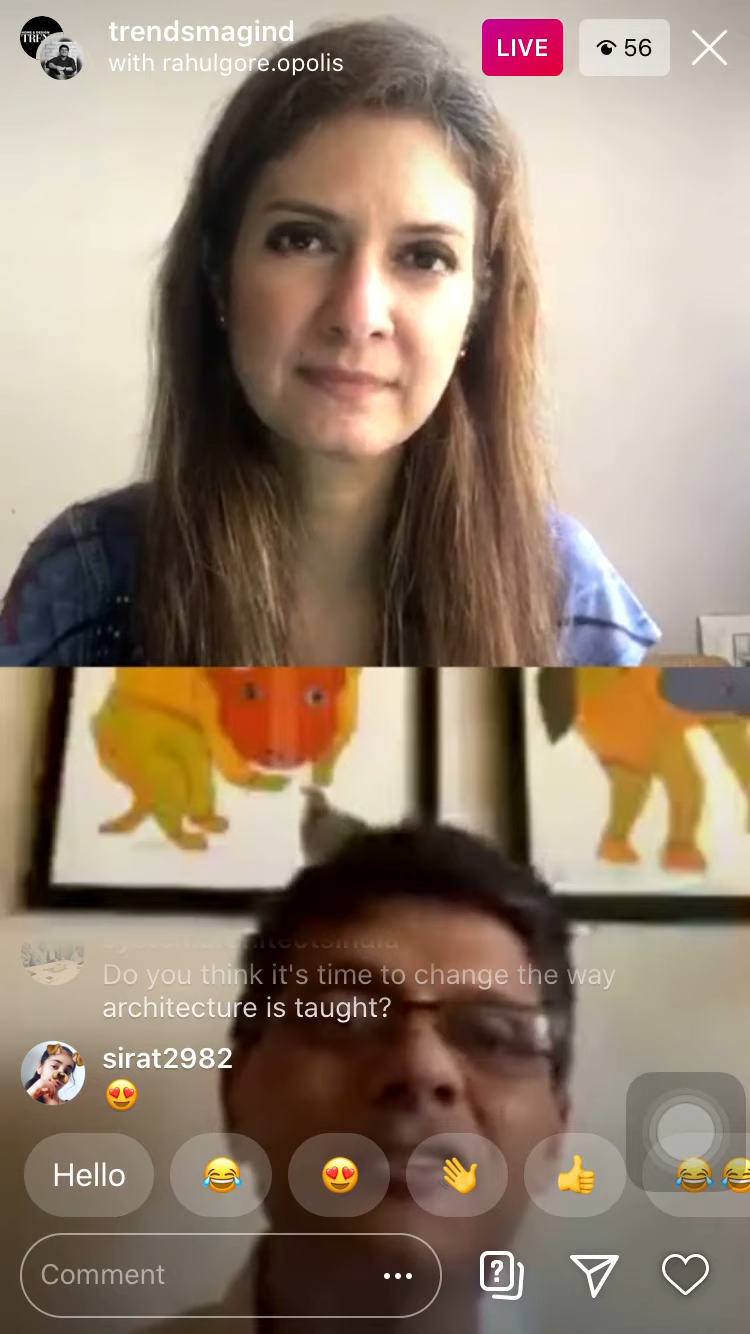 trendsmagind
with rahulgore.opolis
LIVE
56
Do you think it's time to change the way
architecture is taught?
sirat2982
Hello
Comment